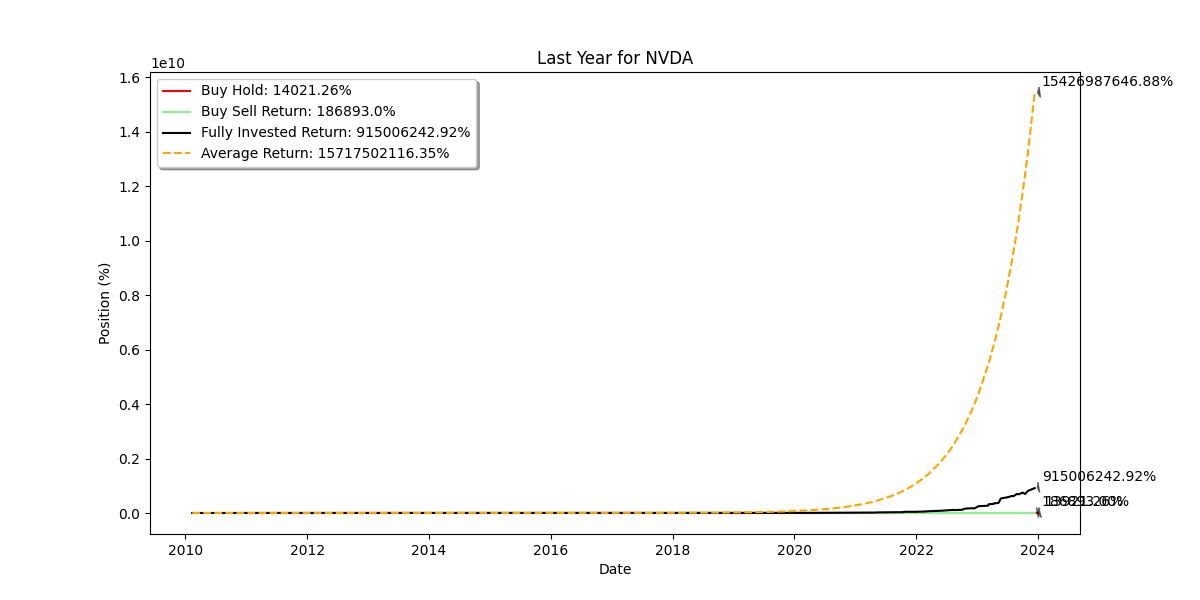 Last Year for NVDA
1e10
1.6
1.4
1.2
1.0
0.8
0.6
0.4
0.2
0.0
Position (%)
Buy Hold: 14021.26%
Buy Sell Return: 186893.0%
Fully Invested Return: 915006242.92%
Average Return: 15717502116.35%
15426987646.88%
915006242.92%
2010
2012
2014
2016
2018
2020
2022
2024
Date